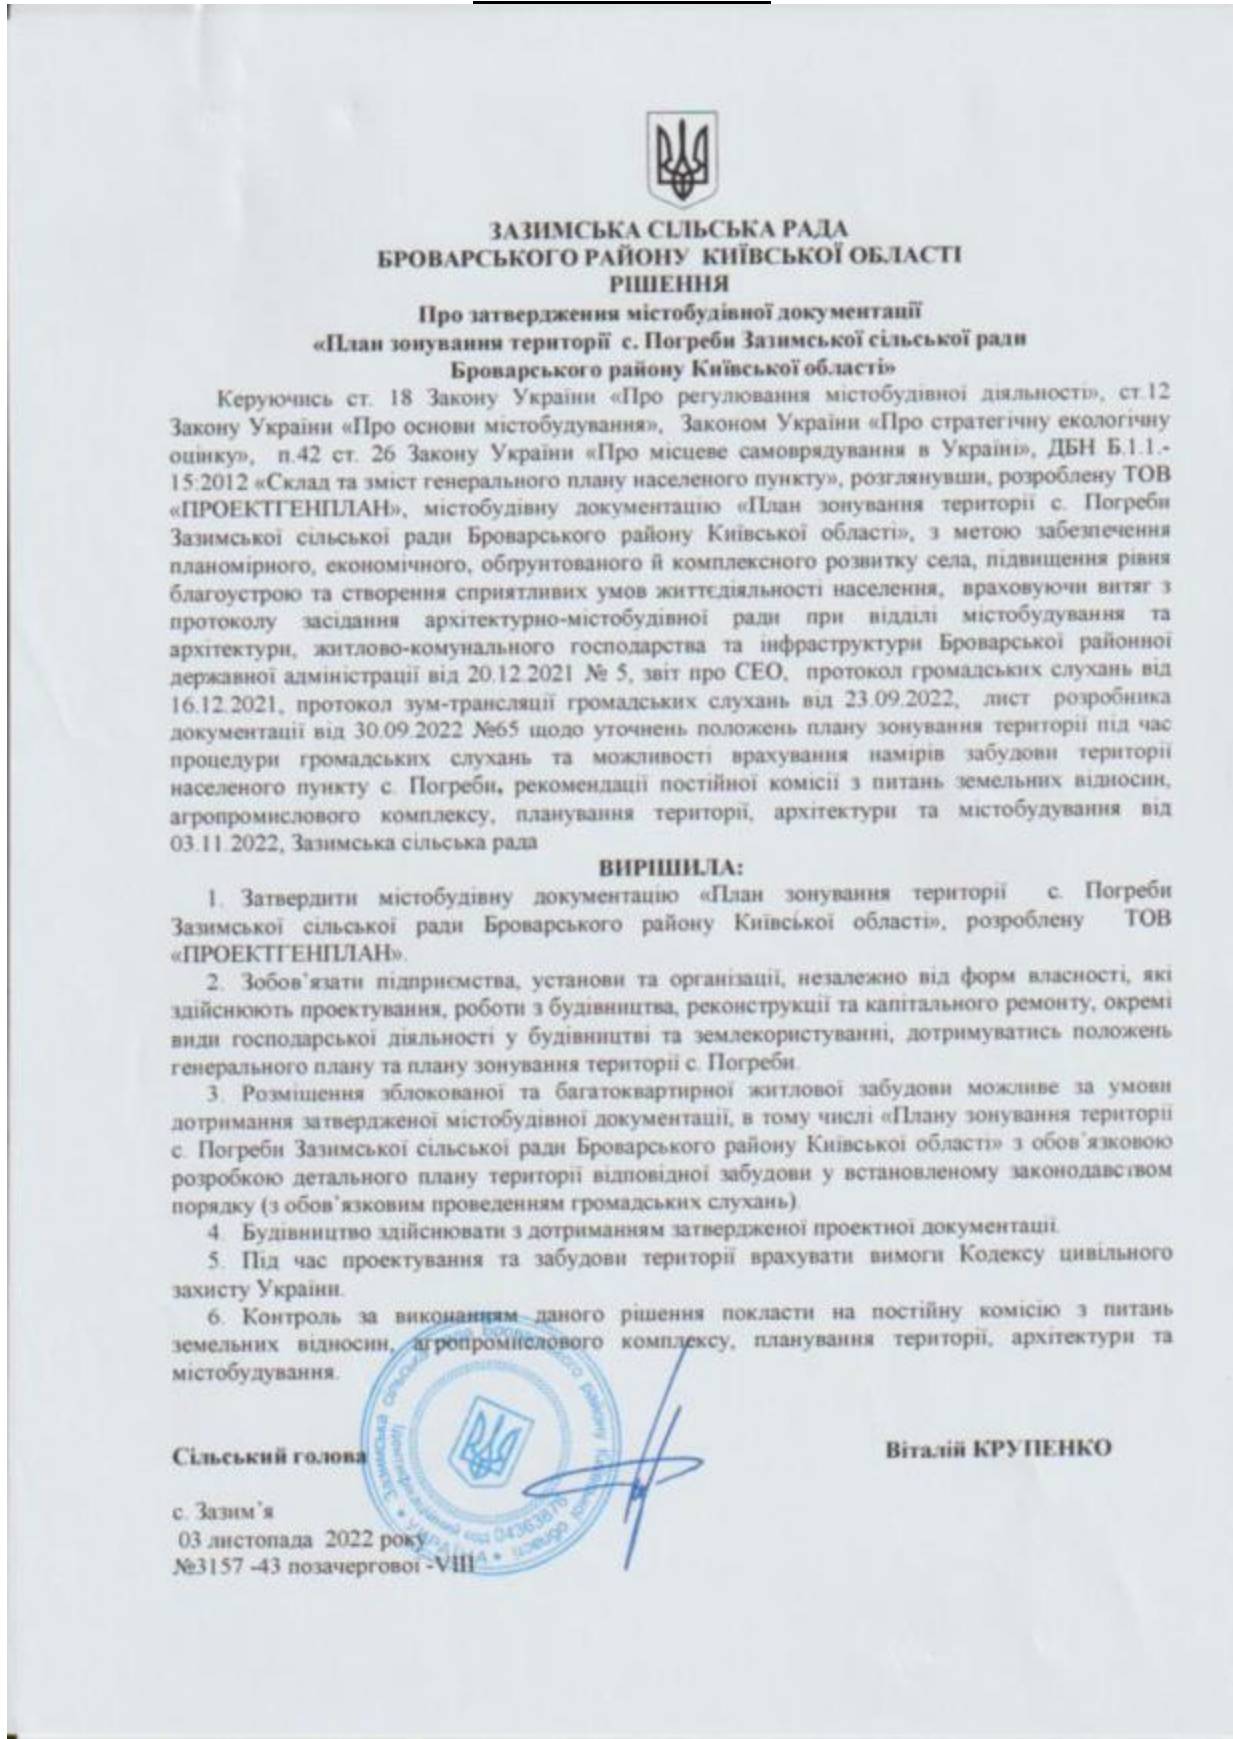 ЗАЗИМСЬКА СІЛЬСЬКА РАДА
БРОВАРСЬКОГО РАЙОНУ КИЇВСЬКОЇ ОБЛАСТІ
РІШЕННЯ
Про затвердження містобудівної документації
«План зонування території с. Погреби Зазимської сільської ради
Броварського району Київської області»
Керуючись ст. 18 Закону України «Про регулювання містобудівної діяльності», ст.12
Закону України «Про основи містобудування», Законом України «Про стратегічну екологічну
оцінку», п.42 ст. 26 Закону України «Про місцеве самоврядування в Україні», ДБН Б.1.1.-
15:2012 «Склад та зміст генерального плану населеного пункту», розглянувши, розроблену ТОВ
«ПРОЕКТГЕНПЛАН», містобудівну документацію «План зонування території с. Погреби
Зазимської сільської ради Броварського району Київської області», з метою забезпечення
планомірного, економічного, обґрунтованого й комплексного розвитку села, підвищення рівня
благоустрою та створення сприятливих умов життєдіяльності населення, враховуючи витяг з
протоколу засідання архітектурно-містобудівної ради при відділі містобудування та
архітектури, житлово-комунального господарства та інфраструктури Броварської районної
державної адміністрації від 20.12.2021 № 5, звіт про СЕО, протокол громадських слухань від
16.12.2021, протокол зум-трансляції громадських слухань від 23.09.2022, лист розробника
документації від 30.09.2022 №65 щодо уточнень положень плану зонування території під час
процедури громадських слухань та можливості врахування намірів забудови території
населеного пункту с. Погреби, рекомендації постійної комісії з питань земельних відносин,
агропромислового комплексу, планування території, архітектури та містобудування від
03.11.2022, Зазимська сільська рада
ВИРІШИЛА:
1. Затвердити містобудівну документацію «План зонування території с. Погреби
Зазимської сільської ради Броварського району Київської області», розроблену ТОВ
«ПРОЕКТГЕНПЛАН».
2. Зобов’язати підприємства, установи та організації, незалежно від форм власності, які
здійснюють проектування, роботи з будівництва, реконструкції та капітального ремонту, окремі
види господарської діяльності у будівництві та землекористуванні, дотримуватись положень
генерального плану та плану зонування території с. Погреби.
3. Розміщення зблокованої та багатоквартирної житлової забудови можливе за умови
дотримання затвердженої містобудівної документації, в тому числі «Плану зонування території
с. Погреби Зазимської сільської ради Броварського району Київської області» з обов’язковою
розробкою детального плану території відповідної забудови у встановленому законодавством
порядку (з обов’язковим проведенням громадських слухань).
4. Будівництво здійснювати з дотриманням затвердженої проектної документації.
5. Під час проектування та забудови території врахувати вимоги Кодексу цивільного
захисту України.
6. Контроль за виконанням даного рішення покласти на постійну комісію з питань
земельних відносин, агропромислового комплексу, планування території, архітектури та
містобудування.
Сільський голова Віталій КРУПЕНКО
Зазимська сільська рада Броварського району Київської області
Ідентифікаційний код 04363876
УКРАЇНА
с. Зазим’я
03 листопада 2022 року
№3157 -43 позачергової -VІІІ